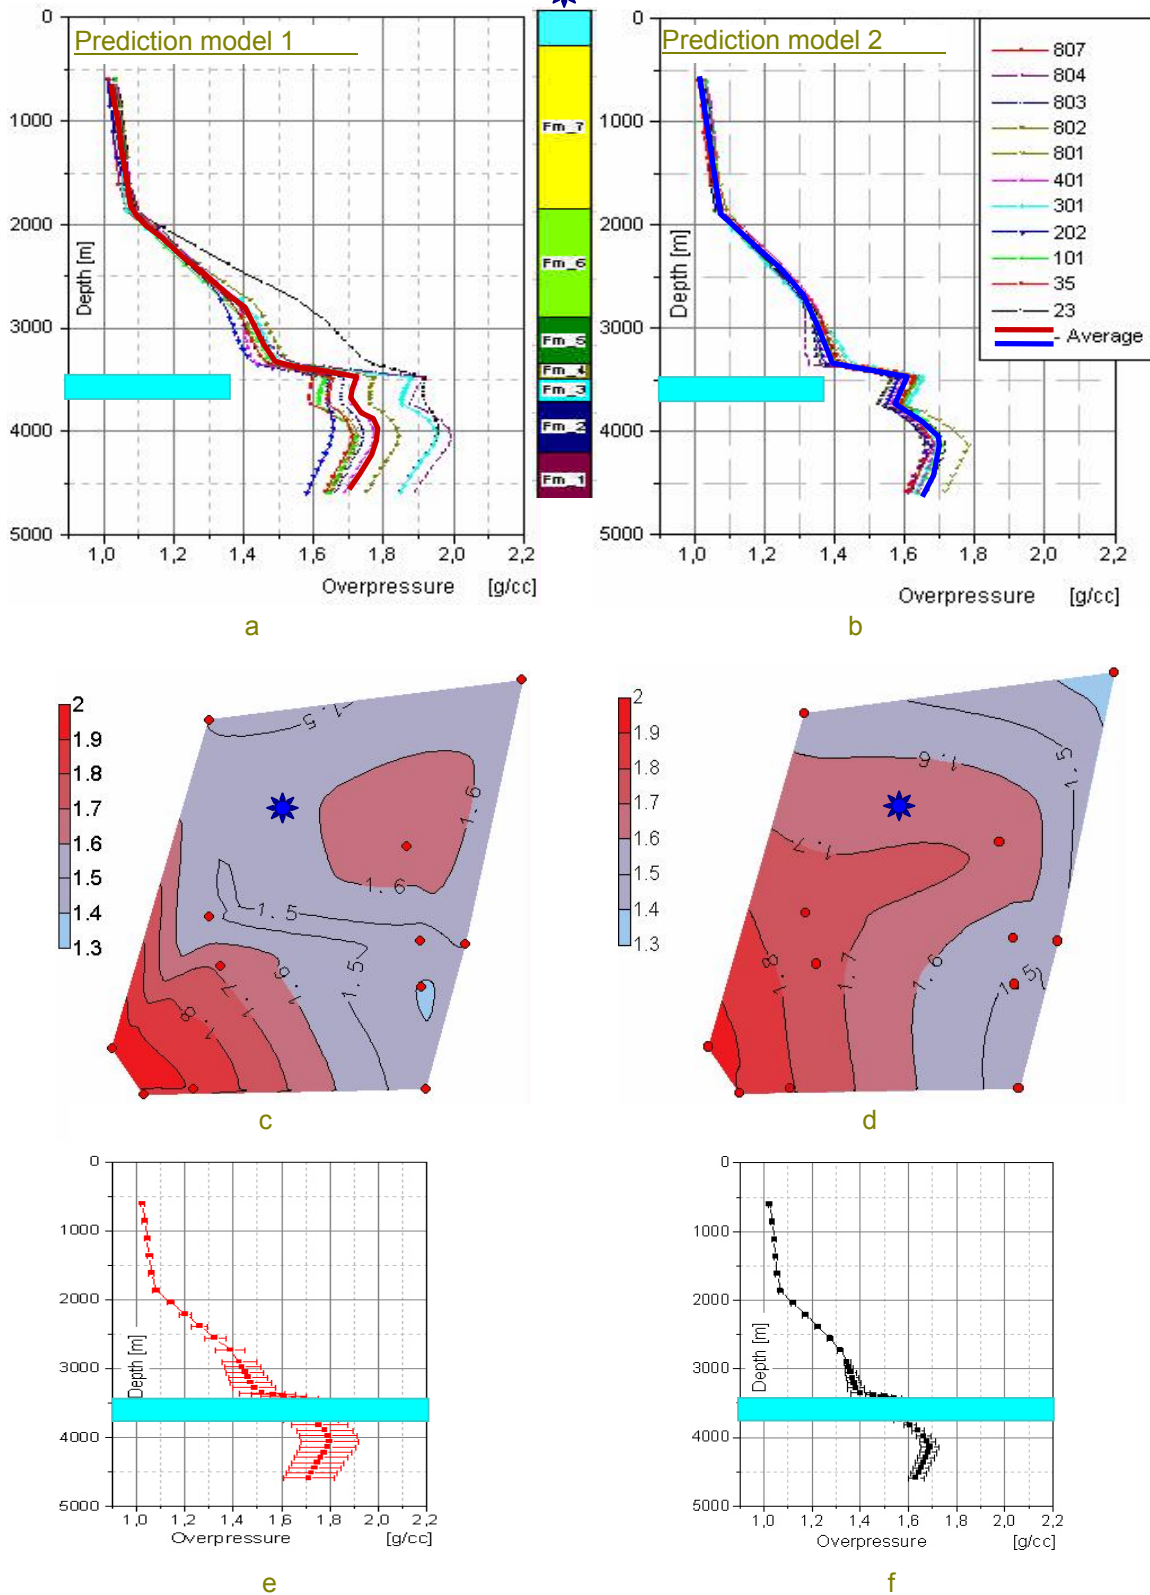 Prediction model 1
0
1000
2000
3000
4000
5000
Depth [m]
1,0 1,2 1,4 1,6 1,8 2,0 2,2
Overpressure [g/cc]
a
Fm_7
Fm_6
Fm_5
Fm_4
Fm_3
Fm_2
Fm_1
Prediction model 2
0
1000
2000
3000
4000
5000
Depth [m]
1,0 1,2 1,4 1,6 1,8 2,0 2,2
Overpressure [g/cc]
b
807
804
803
802
801
401
301
202
101
35
23
- Average
2
1.9
1.8
1.7
1.6
1.5
1.4
1.3
1.5
1.6
1.6
1.5
1.5
1.6
1.7
1.8
c
2
1.9
1.8
1.7
1.6
1.5
1.4
1.3
1.6
1.5
1.7
1.8
1.7
1.6
1.5
d
0
1000
2000
3000
4000
5000
Depth [m]
1,0 1,2 1,4 1,6 1,8 2,0 2,2
Overpressure [g/cc]
e
0
1000
2000
3000
4000
5000
Depth [m]
1,0 1,2 1,4 1,6 1,8 2,0 2,2
Overpressure [g/cc]
f